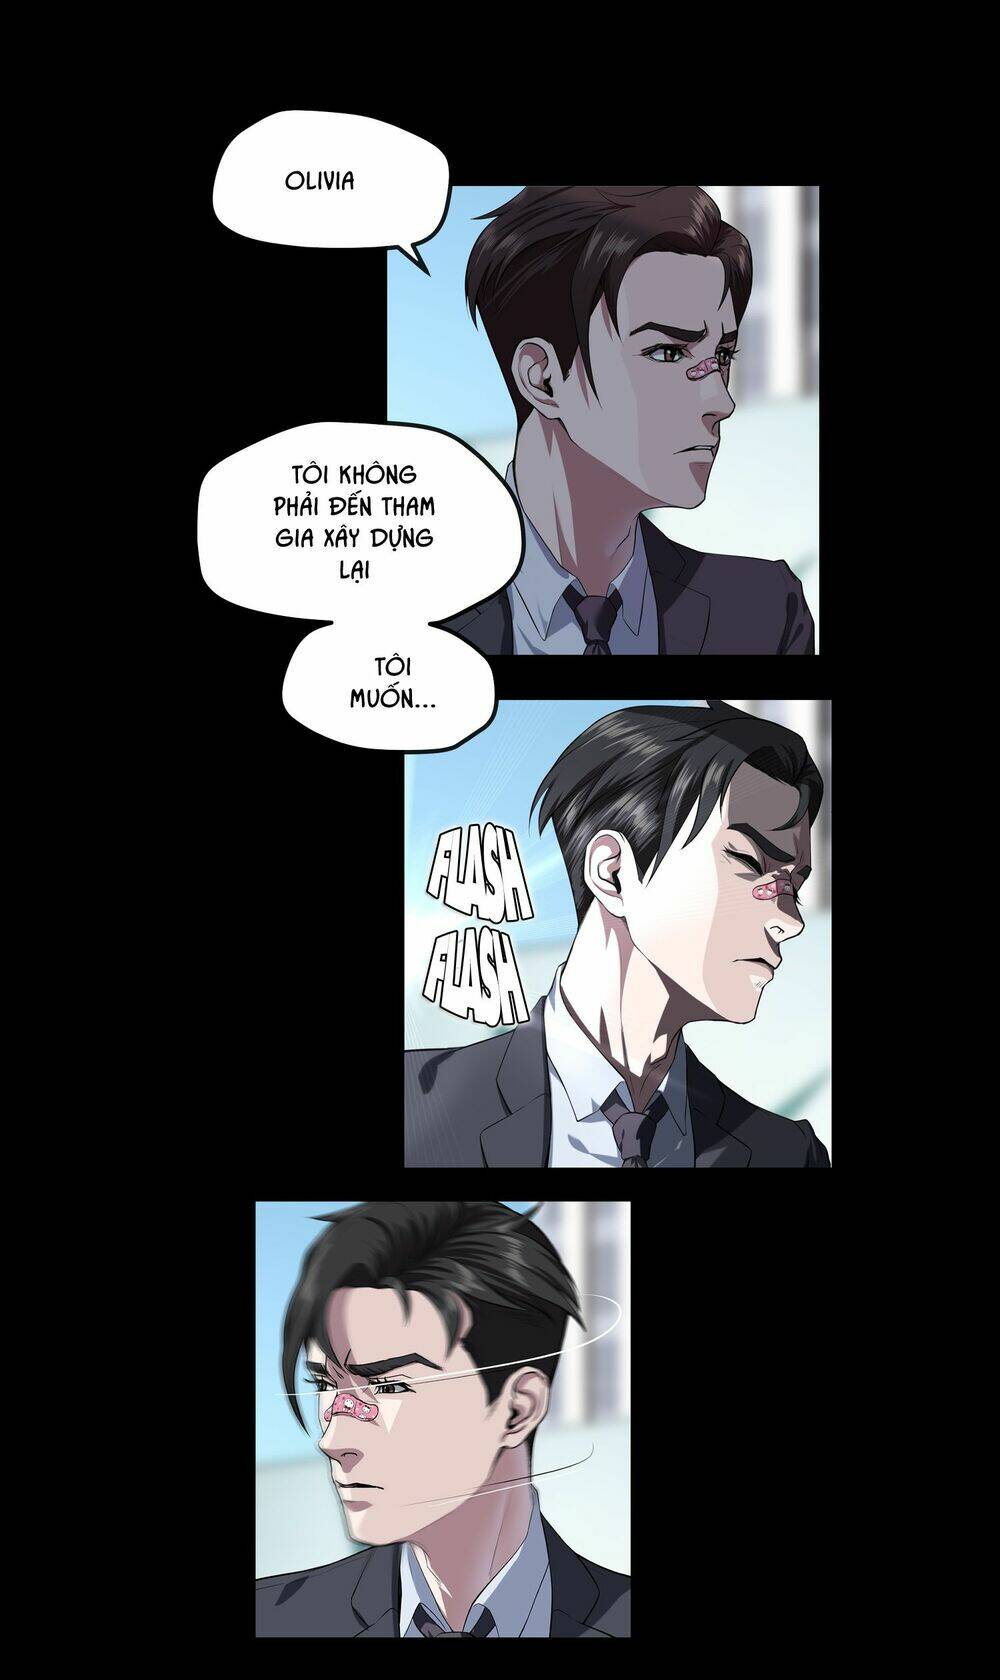 OLIVIA
TÔI KHÔNG
PHẢI ĐẾN THAM
GIA XÂY DỰNG
LẠI
TÔI
MUỐN...
FLASH
FLASH